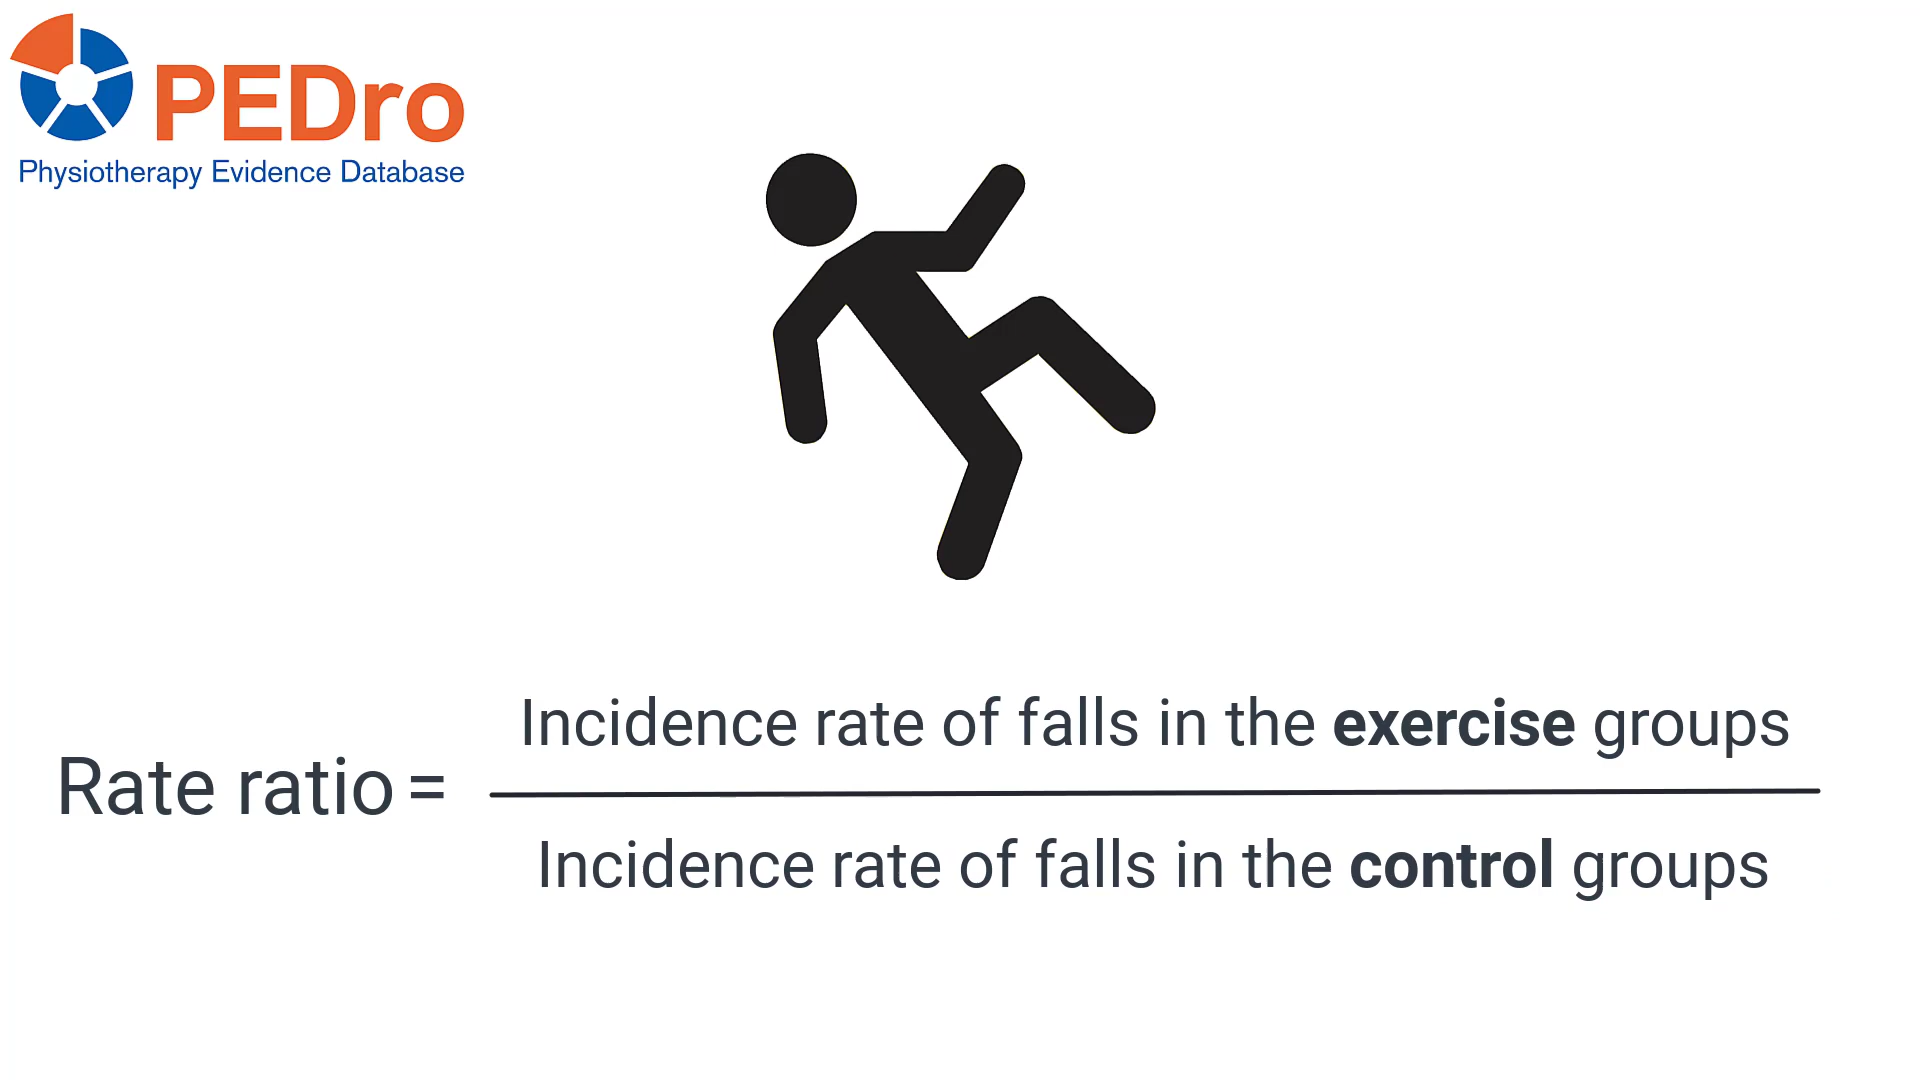 PEDro
Physiotherapy Evidence Database
Incidence rate of falls in the exercise groups
Rate ratio =
Incidence rate of falls in the control groups